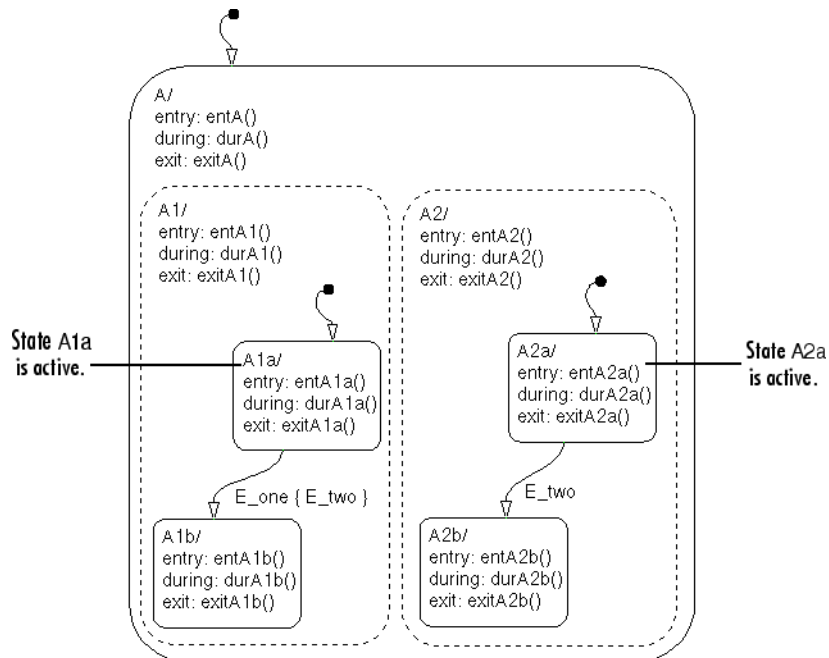 A/
entry: entA()
during: durA()
exit: exitA()
A1/
entry: entA1()
during: durA1()
exit: exitA1()
A2/
entry: entA2()
during: durA2()
exit: exitA2()
State A1a
is active.
A1a/
entry: entA1a()
during: durA1a()
exit: exitA1a()
A2a/
entry: entA2a()
during: durA2a()
exit: exitA2a()
State A2a
is active.
E_one { E_two }
E_two
A1b/
entry: entA1b()
during: durA1b()
exit: exitA1b()
A2b/
entry: entA2b()
during: durA2b()
exit: exitA2b()